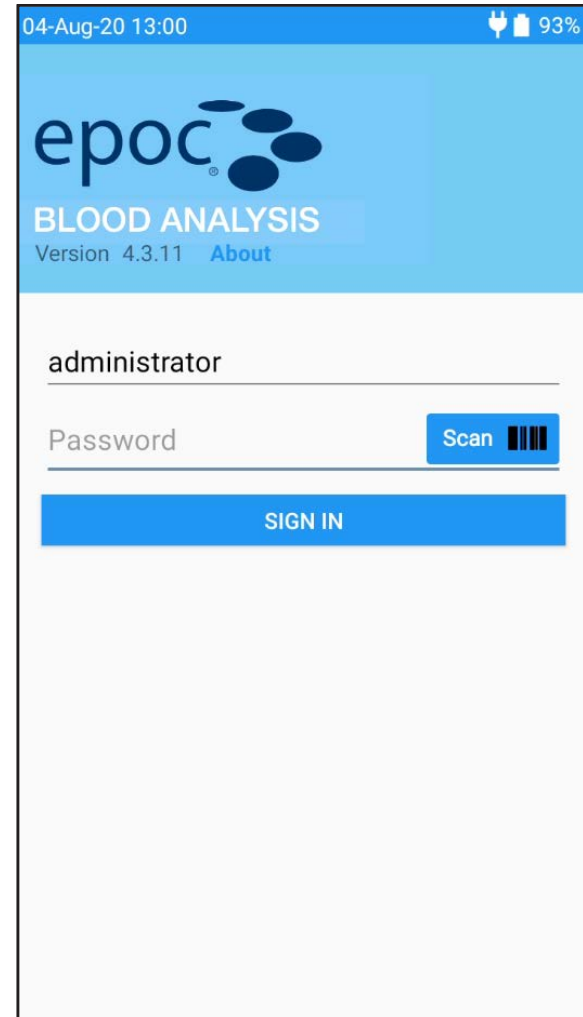 04-Aug-20 13:00 93%
epoc®
BLOOD ANALYSIS
Version 4.3.11 About
administrator
Password Scan
SIGN IN